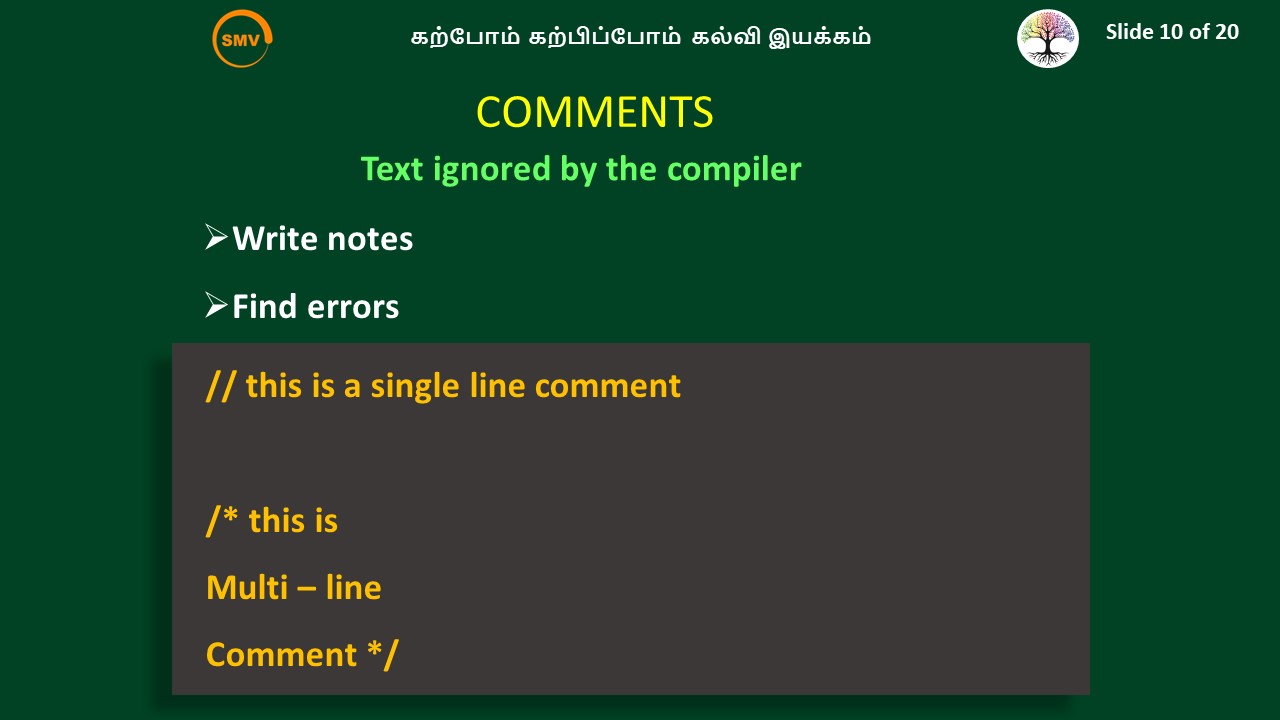 SMV
கற்போம் கற்பிப்போம் கல்வி இயக்கம்
Slide 10 of 20
COMMENTS
Text ignored by the compiler
➢Write notes
➢Find errors
// this is a single line comment
/* this is
Multi – line
Comment */